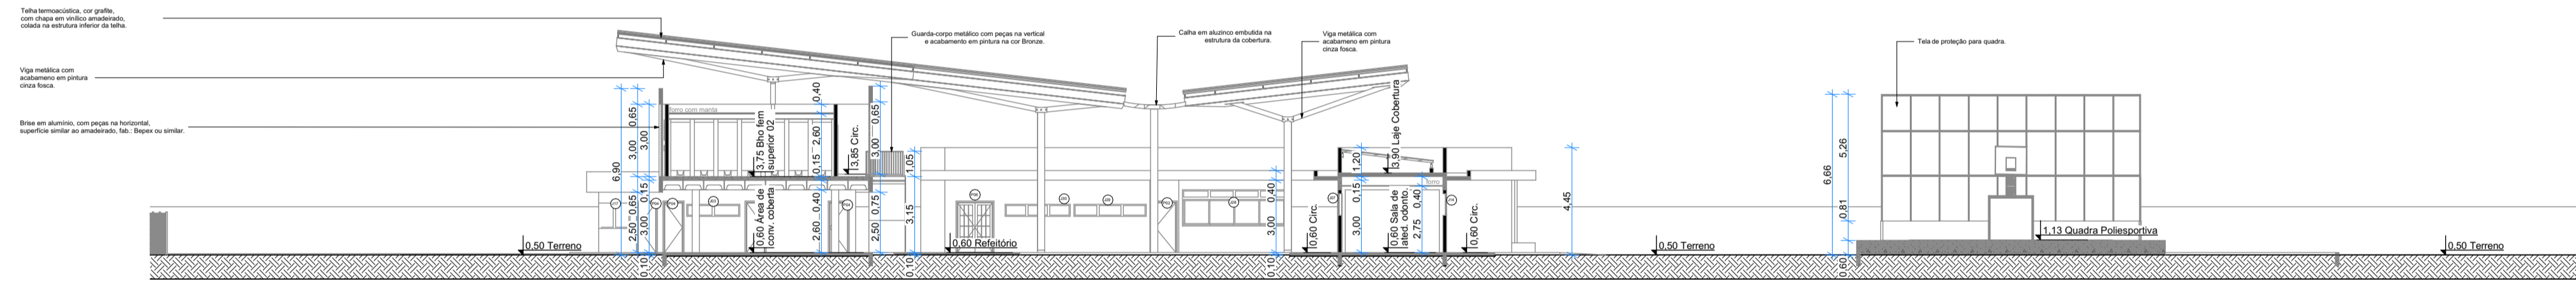 Telha termoacústica, cor grafite,
com chapa em vinílico amadeirado,
colada na estrutura inferior da telha.
Viga metálica com
acabameno em pintura
cinza fosca.
Brise em alumínio, com peças na horizontal,
superfície similar ao amadeirado, fab.: Bepex ou similar.
Guarda-corpo metálico com peças na vertical
e acabamento em pintura na cor Bronze.
Calha em aluzinco embutida na
estrutura da cobertura.
Viga metálica com
acabameno em pintura
cinza fosca.
Tela de proteção para quadra.
forro com manta
6,90
3,00
0,65
3,00
0,15
2,50
0,65
3,00
0,10
3,75 Bho fem
superior 02
0,40
2,60
0,15
3,85 Circ.
0,65
3,00
1,05
0,60 Área de
conv. coberta
2,60
0,40
2,50
0,75
3,15
0,10
0,50 Terreno
0,60 Refeitório
3,00
0,40
0,10
0,60 Circ.
1,20
0,15
3,00
3,90 Laje Cobertura
forro
0,60 Sala de
ated. odonto.
2,75
0,40
0,60 Circ.
4,45
0,50 Terreno
6,66
5,26
0,81
0,60
1,13 Quadra Poliesportiva
0,50 Terreno